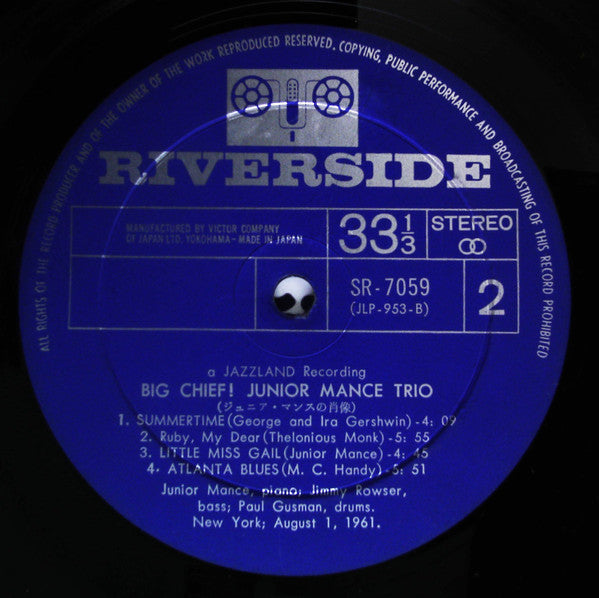 ALL RIGHTS OF THE RECORD PRODUCER AND OF THE OWNER OF THE WORK REPRODUCED RESERVED, COPYING, PUBLIC PERFORMANCE AND BROADCASTING OF THIS RECORD PROHIBITED
RIVERSIDE
MANUFACTURED BY VICTOR COMPANY
OF JAPAN LTD. YOKOHAMA–MADE IN JAPAN
33 1/3
STEREO
SR-7059
(JLP-953-B)
2
a JAZZLAND Recording
BIG CHIEF! JUNIOR MANCE TRIO
(ジュニア・マンスの肖像)
1. SUMMERTIME (George and Ira Gershwin)-4: 09
2. Ruby, My Dear (Thelonious Monk)-5: 55
3. LITTLE MISS GAIL (Junior Mance)-4: 45
4. ATLANTA BLUES (M. C. Handy)-5: 51
Junior Mance, piano; Jimmy Rowser,
bass; Paul Gusman, drums.
New York; August 1, 1961.